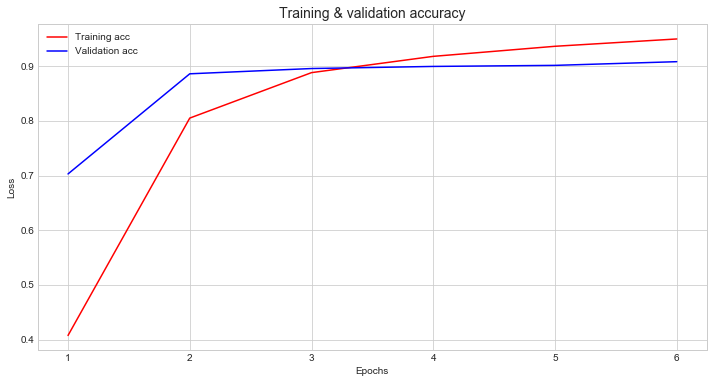 Training & validation accuracy
Training acc
Validation acc
0.9
0.8
0.7
0.6
0.5
0.4
Loss
1 2 3 4 5 6
Epochs